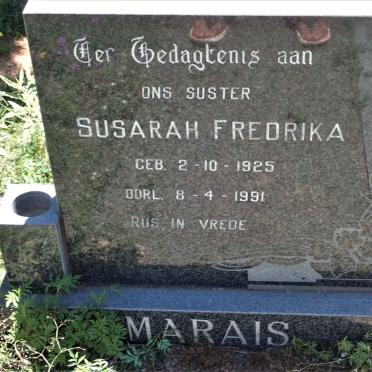 Ter Gedagtenis aan
ONS SUSTER
SUSARAH FREDRIKA
GEB. 2-10-1925
OORL. 8-4-1991
RUS IN VREDE
MARAIS